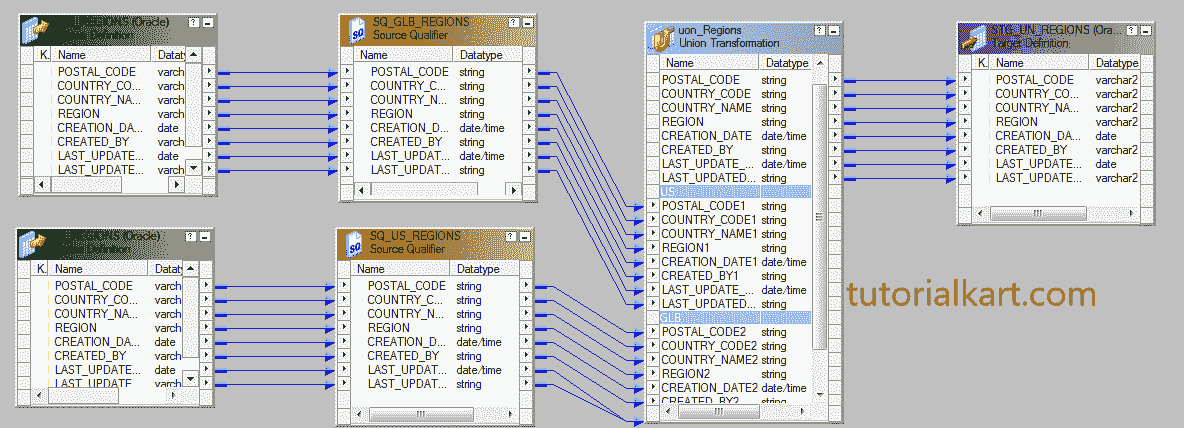 REGIONS (Oracle)
Definition
K. Name Dataty
POSTAL_CODE varch
COUNTRY_CO... varch
COUNTRY_NA... varch
REGION varch
CREATION_DA... date
CREATED_BY varch
LAST_UPDATE... date
LAST_UPDATE... varch
SQ_GLB_REGIONS
Source Qualifier
Name Datatype
POSTAL_CODE string
COUNTRY_C... string
COUNTRY_N... string
REGION string
CREATION_D... date/time
CREATED_BY string
LAST_UPDAT... date/time
LAST_UPDAT... string
uon_Regions
Union Transformation
Name Datatype
POSTAL_CODE string
COUNTRY_CODE string
COUNTRY_NAME string
REGION string
CREATION_DATE date/time
CREATED_BY string
LAST_UPDATE_... date/time
LAST_UPDATED... string
US
POSTAL_CODE1 string
COUNTRY_CODE1 string
COUNTRY_NAME1 string
REGION1 string
CREATION_DATE1 date/time
CREATED_BY1 string
LAST_UPDATE_... date/time
LAST_UPDATED... string
GLB
POSTAL_CODE2 string
COUNTRY_CODE2 string
COUNTRY_NAME2 string
REGION2 string
CREATION_DATE2 date/time
CREATED_BY2 string
STG_UN_REGIONS (Ora...
Target Definition
K. Name Datatype
POSTAL_CODE varchar2
COUNTRY_CO... varchar2
COUNTRY_NA... varchar2
REGION varchar2
CREATION_DA... date
CREATED_BY varchar2
LAST_UPDATE... date
LAST_UPDATE... varchar2
(Oracle)
Definition
K. Name Dataty
POSTAL_CODE varch
COUNTRY_CO... varch
COUNTRY_NA... varch
REGION varch
CREATION_DA... date
CREATED_BY varch
LAST_UPDATE... date
LAST_UPDATE varch
SQ_US_REGIONS
Source Qualifier
Name Datatype
POSTAL_CODE string
COUNTRY_C... string
COUNTRY_N... string
REGION string
CREATION_D... date/time
CREATED_BY string
LAST_UPDAT... date/time
LAST_UPDAT... string
tutorialkart.com